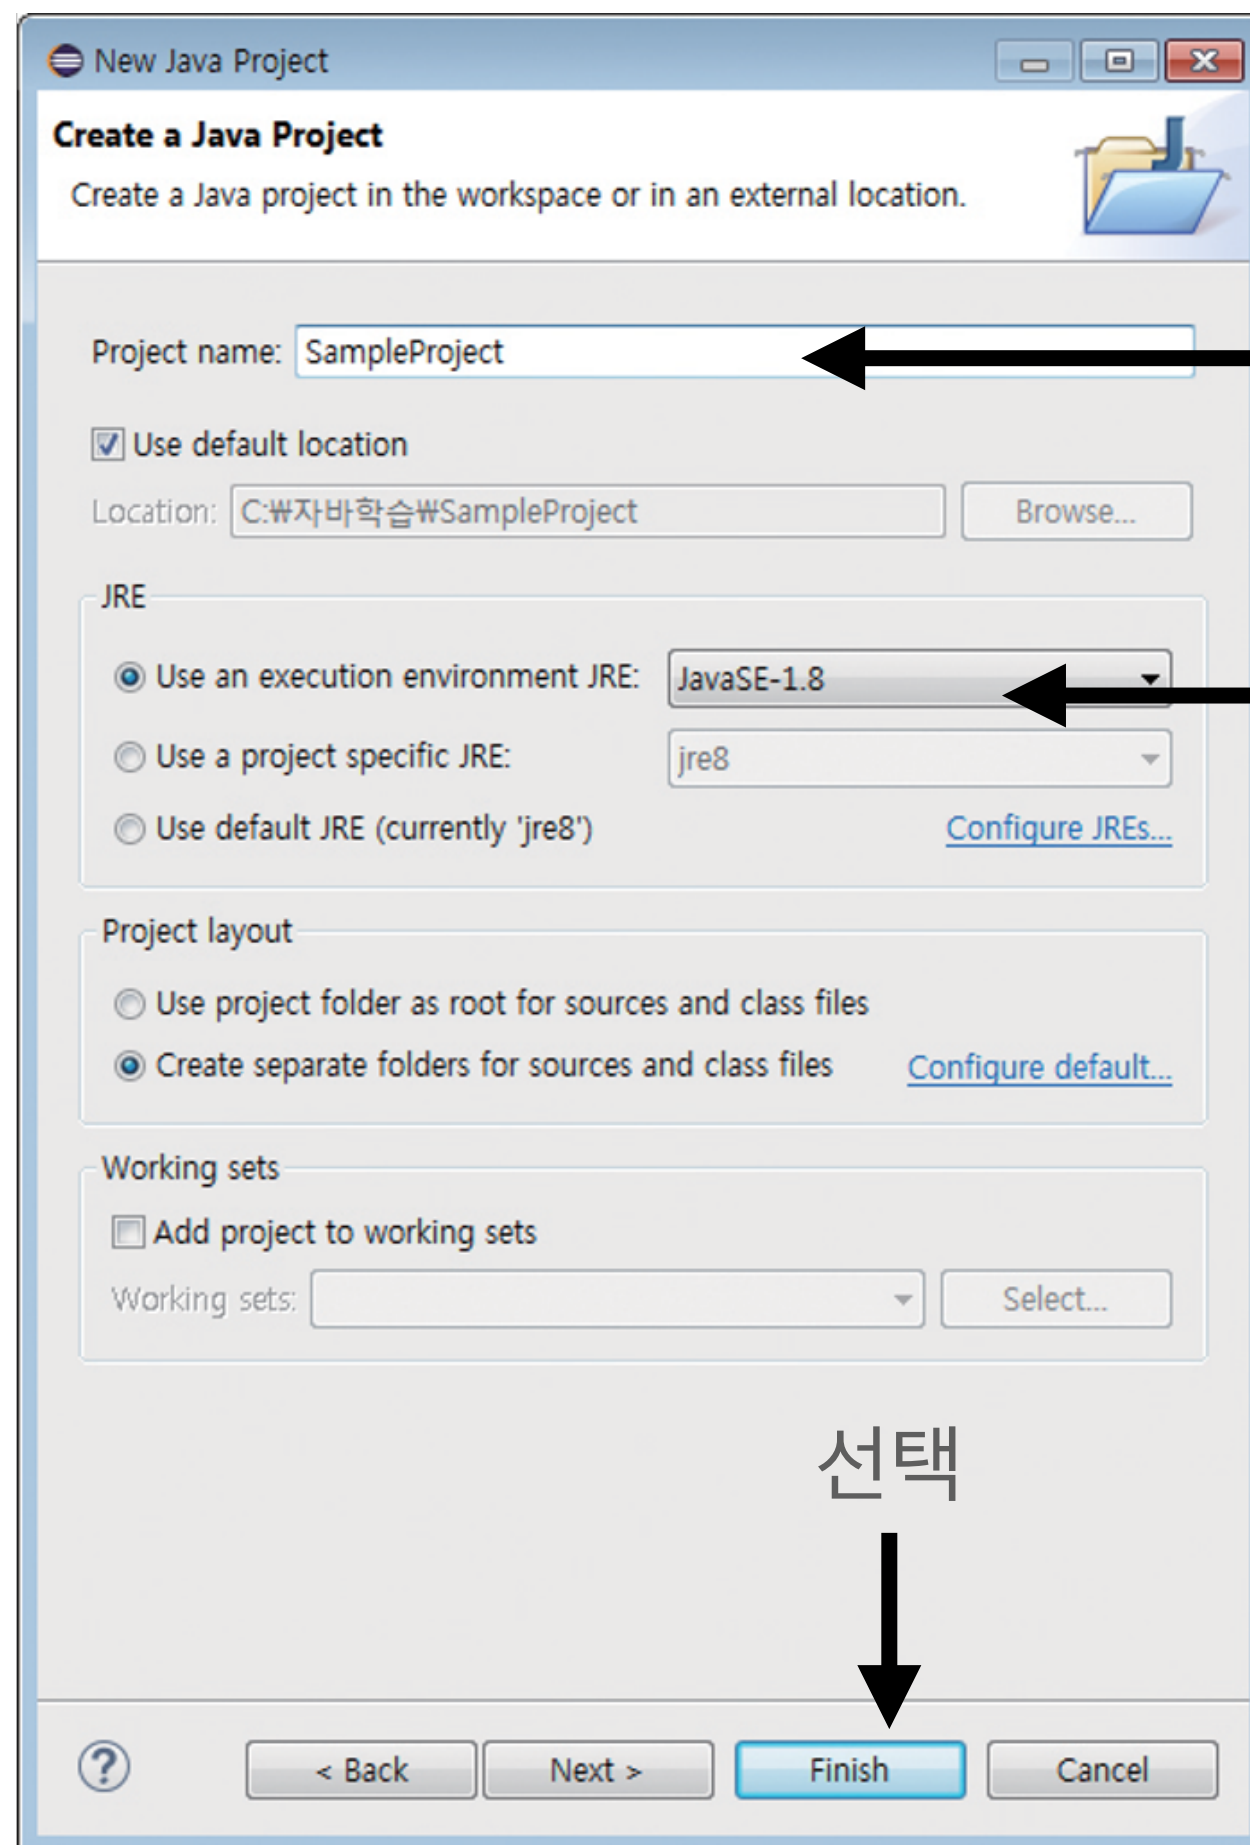 New Java Project
Create a Java Project
Create a Java project in the workspace or in an external location.
Project name: SampleProject
Use default location
Location: C:₩자바학습₩SampleProject Browse...
JRE
Use an execution environment JRE: JavaSE-1.8
Use a project specific JRE: jre8
Use default JRE (currently 'jre8') Configure JREs...
Project layout
Use project folder as root for sources and class files
Create separate folders for sources and class files Configure default...
Working sets
Add project to working sets
Working sets: Select...
선택
? < Back Next > Finish Cancel